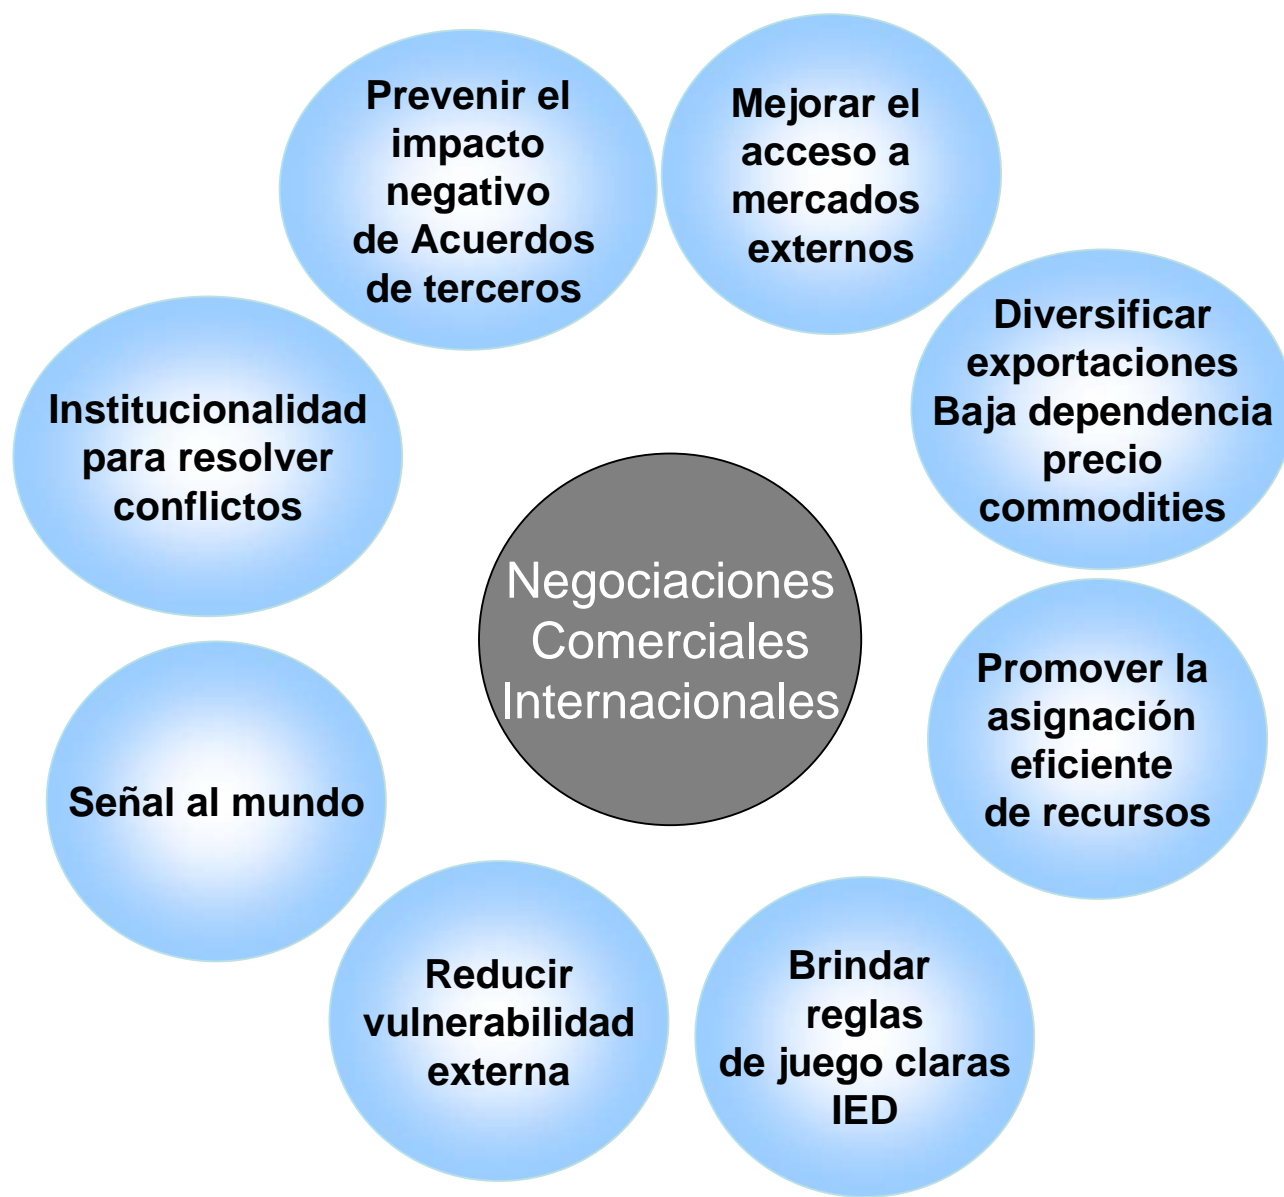 Prevenir el
impacto
negativo
de Acuerdos
de terceros
Mejorar el
acceso a
mercados
externos
Diversificar
exportaciones
Baja dependencia
precio
commodities
Institucionalidad
para resolver
conflictos
Negociaciones
Comerciales
Internacionales
Promover la
asignación
eficiente
de recursos
Señal al mundo
Reducir
vulnerabilidad
externa
Brindar
reglas
de juego claras
IED